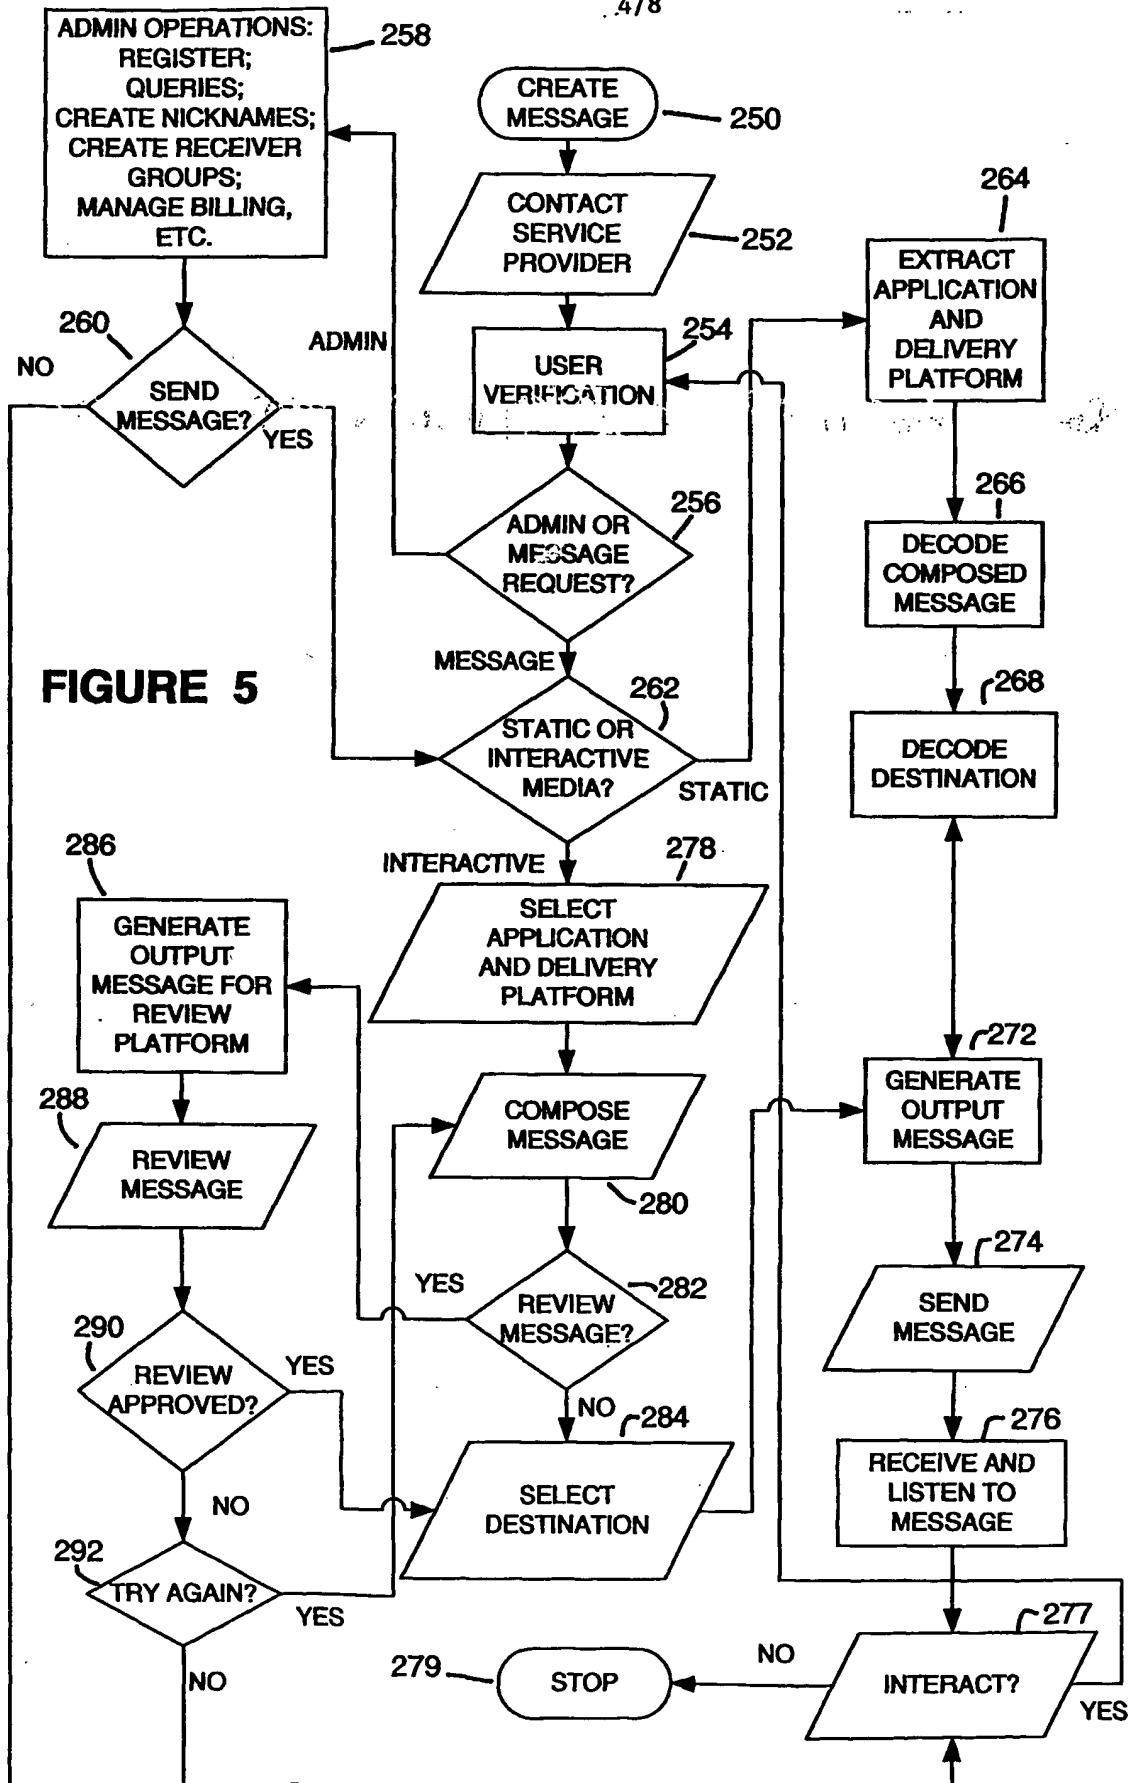 4/8
ADMIN OPERATIONS:
REGISTER;
QUERIES;
CREATE NICKNAMES;
CREATE RECEIVER
GROUPS;
MANAGE BILLING,
ETC.
258
CREATE
MESSAGE
250
CONTACT
SERVICE
PROVIDER
252
264
EXTRACT
APPLICATION
AND
DELIVERY
PLATFORM
260
NO
SEND
MESSAGE?
YES
ADMIN
254
USER
VERIFICATION
256
ADMIN OR
MESSAGE
REQUEST?
266
DECODE
COMPOSED
MESSAGE
MESSAGE
FIGURE 5
262
STATIC OR
INTERACTIVE
MEDIA?
STATIC
268
DECODE
DESTINATION
286
GENERATE
OUTPUT
MESSAGE FOR
REVIEW
PLATFORM
INTERACTIVE
278
SELECT
APPLICATION
AND DELIVERY
PLATFORM
272
GENERATE
OUTPUT
MESSAGE
288
REVIEW
MESSAGE
COMPOSE
MESSAGE
280
274
SEND
MESSAGE
YES
282
REVIEW
MESSAGE?
NO
290
REVIEW
APPROVED?
YES
NO
284
SELECT
DESTINATION
276
RECEIVE AND
LISTEN TO
MESSAGE
292
TRY AGAIN?
YES
NO
279
STOP
NO
277
INTERACT?
YES